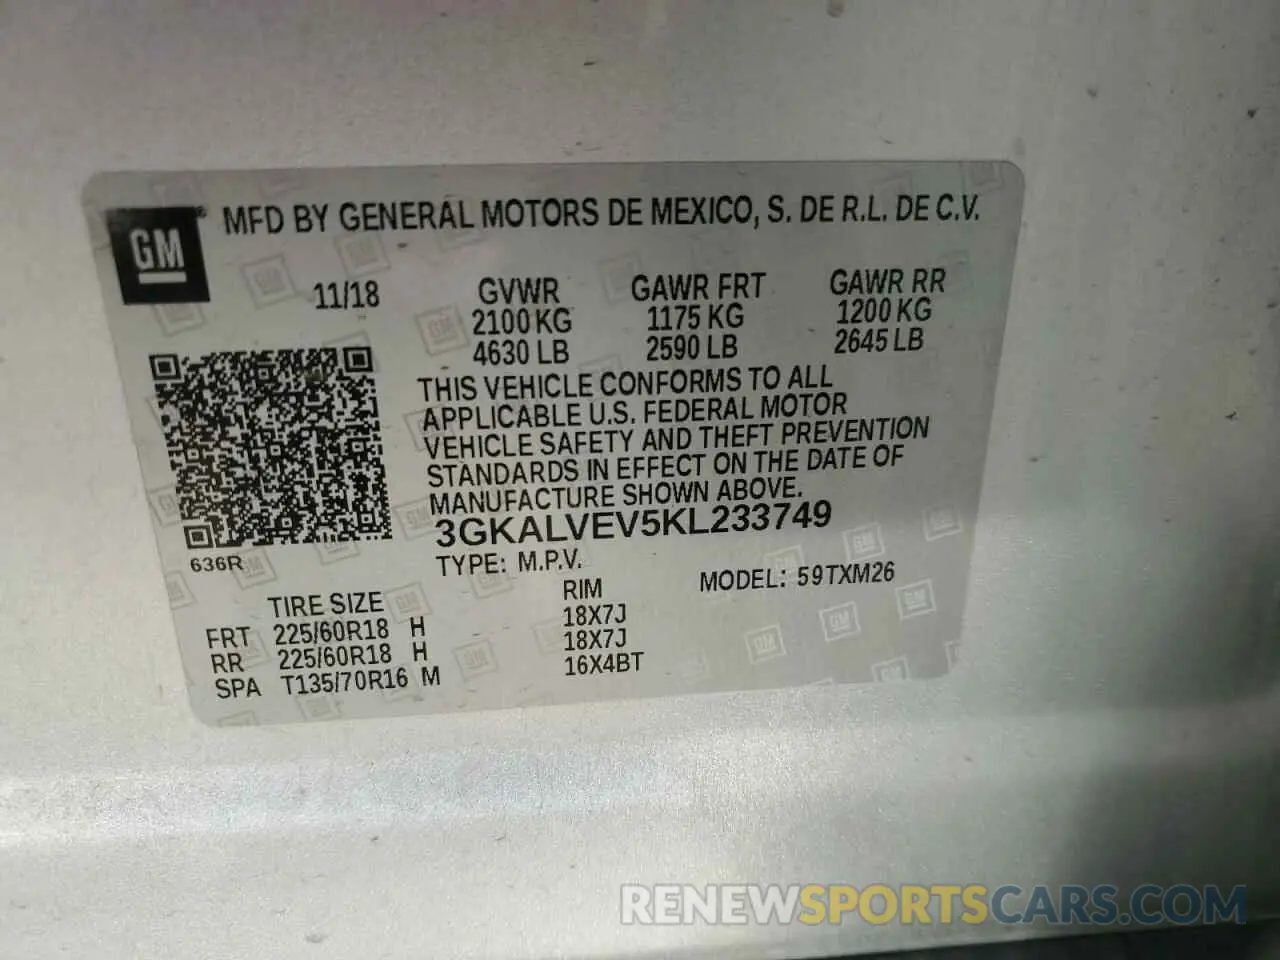 GM
MFD BY GENERAL MOTORS DE MEXICO, S. DE R.L. DE C.V.
11/18 GVWR GAWR FRT GAWR RR
2100 KG 1175 KG 1200 KG
4630 LB 2590 LB 2645 LB
THIS VEHICLE CONFORMS TO ALL
APPLICABLE U.S. FEDERAL MOTOR
VEHICLE SAFETY AND THEFT PREVENTION
STANDARDS IN EFFECT ON THE DATE OF
MANUFACTURE SHOWN ABOVE.
3GKALVEV5KL233749
636R
TYPE: M.P.V. MODEL: 59TXM26
TIRE SIZE RIM
FRT 225/60R18 H 18X7J
RR 225/60R18 H 18X7J
SPA T135/70R16 M 16X4BT
RENEWSPORTSCARS.COM